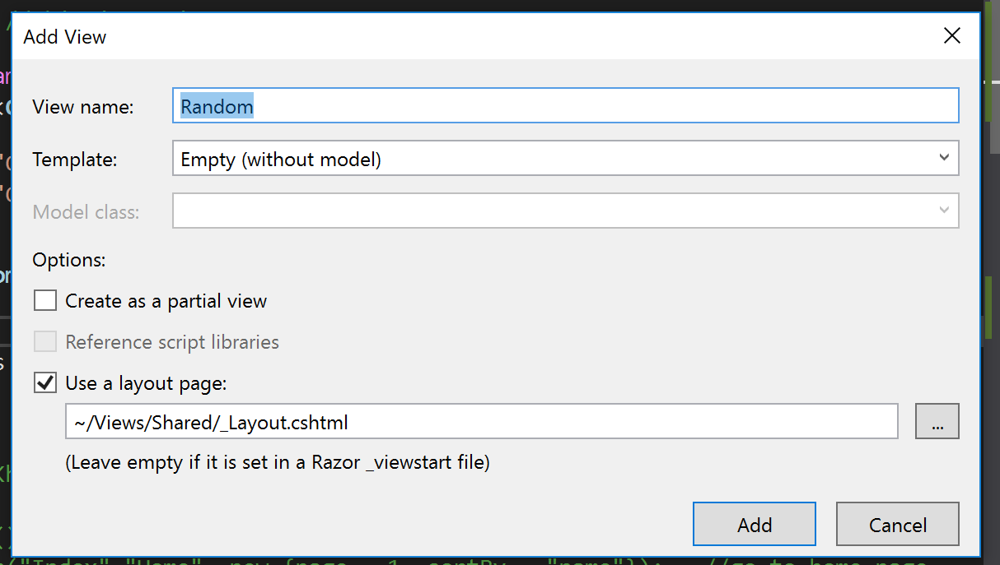 Add View
View name: Random
Template: Empty (without model)
Model class:
Options:
Create as a partial view
Reference script libraries
Use a layout page:
~/Views/Shared/_Layout.cshtml
...
(Leave empty if it is set in a Razor _viewstart file)
Add Cancel